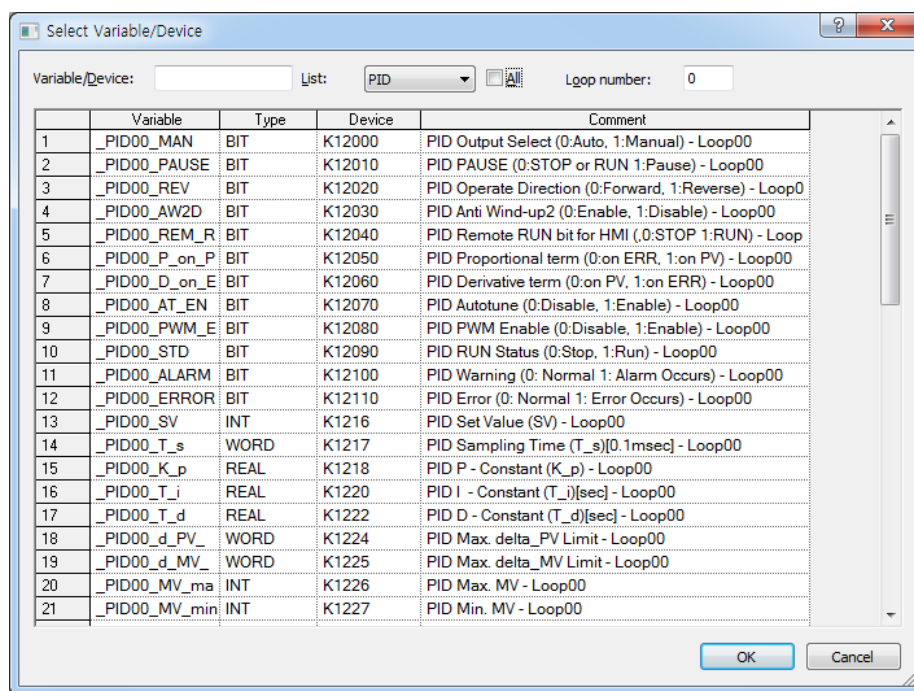 Select Variable/Device
Variable/Device: List: PID All Loop number: 0
Variable Type Device Comment
1 _PID00_MAN BIT K12000 PID Output Select (0:Auto, 1:Manual) - Loop00
2 _PID00_PAUSE BIT K12010 PID PAUSE (0:STOP or RUN 1:Pause) - Loop00
3 _PID00_REV BIT K12020 PID Operate Direction (0:Forward, 1:Reverse) - Loop0
4 _PID00_AW2D BIT K12030 PID Anti Wind-up2 (0:Enable, 1:Disable) - Loop00
5 _PID00_REM_R BIT K12040 PID Remote RUN bit for HMI (,0:STOP 1:RUN) - Loop
6 _PID00_P_on_P BIT K12050 PID Proportional term (0:on ERR, 1:on PV) - Loop00
7 _PID00_D_on_E BIT K12060 PID Derivative term (0:on PV, 1:on ERR) - Loop00
8 _PID00_AT_EN BIT K12070 PID Autotune (0:Disable, 1:Enable) - Loop00
9 _PID00_PWM_E BIT K12080 PID PWM Enable (0:Disable, 1:Enable) - Loop00
10 _PID00_STD BIT K12090 PID RUN Status (0:Stop, 1:Run) - Loop00
11 _PID00_ALARM BIT K12100 PID Warning (0: Normal 1: Alarm Occurs) - Loop00
12 _PID00_ERROR BIT K12110 PID Error (0: Normal 1: Error Occurs) - Loop00
13 _PID00_SV INT K1216 PID Set Value (SV) - Loop00
14 _PID00_T_s WORD K1217 PID Sampling Time (T_s)[0.1msec] - Loop00
15 _PID00_K_p REAL K1218 PID P - Constant (K_p) - Loop00
16 _PID00_T_i REAL K1220 PID I - Constant (T_i)[sec] - Loop00
17 _PID00_T_d REAL K1222 PID D - Constant (T_d)[sec] - Loop00
18 _PID00_d_PV_ WORD K1224 PID Max. delta_PV Limit - Loop00
19 _PID00_d_MV_ WORD K1225 PID Max. delta_MV Limit - Loop00
20 _PID00_MV_ma INT K1226 PID Max. MV - Loop00
21 _PID00_MV_min INT K1227 PID Min. MV - Loop00
OK Cancel